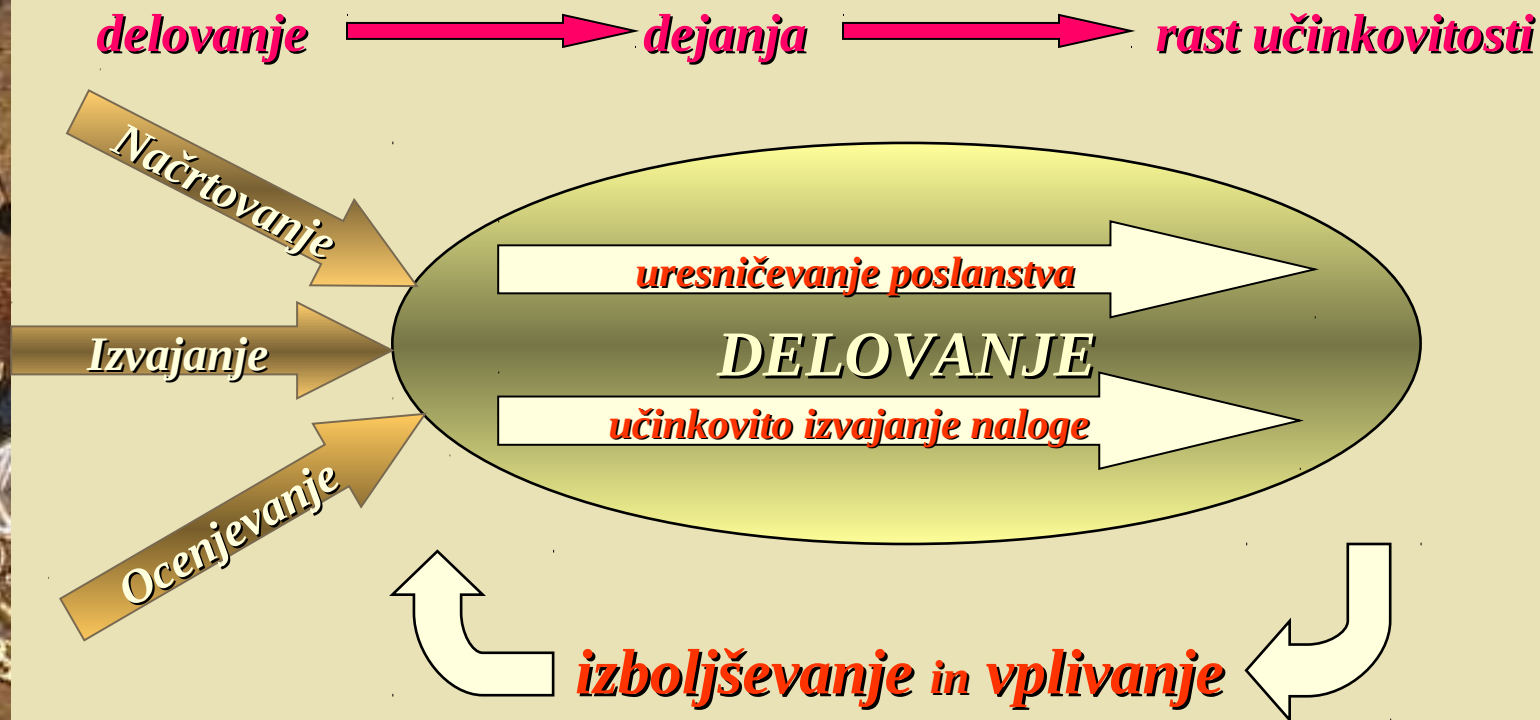 delovanje dejanja rast učinkovitosti
Načrtovanje
uresničevanje poslanstva
DELOVANJE
Izvajanje
učinkovito izvajanje naloge
Ocenjevanje
izboljševanje in vplivanje